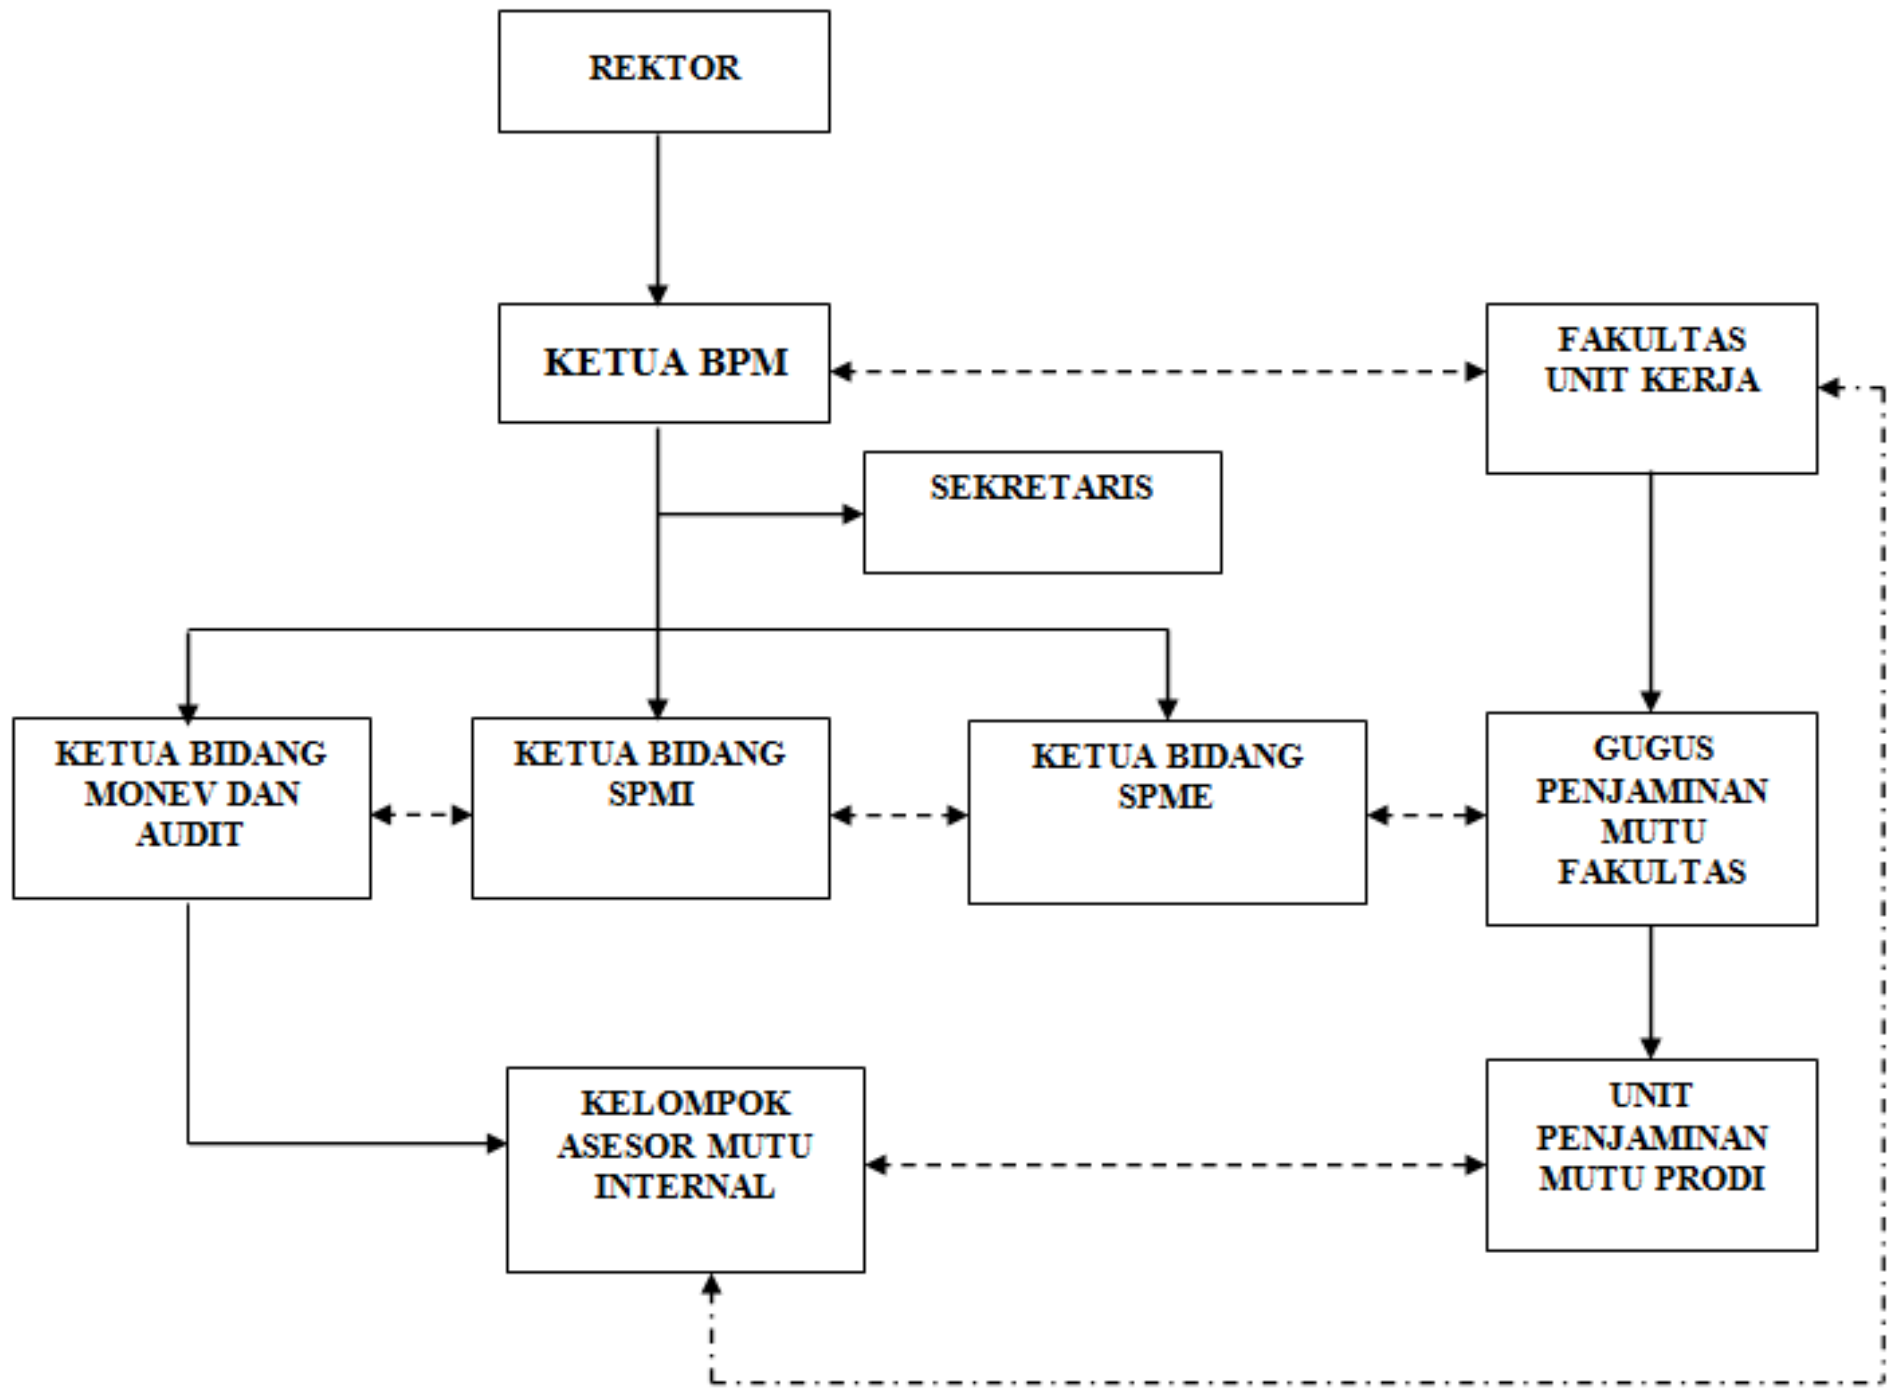 REKTOR
KETUA BPM
FAKULTAS
UNIT KERJA
SEKRETARIS
KETUA BIDANG
MONEV DAN
AUDIT
KETUA BIDANG
SPMI
KETUA BIDANG
SPME
GUGUS
PENJAMINAN
MUTU
FAKULTAS
KELOMPOK
ASESOR MUTU
INTERNAL
UNIT
PENJAMINAN
MUTU PRODI